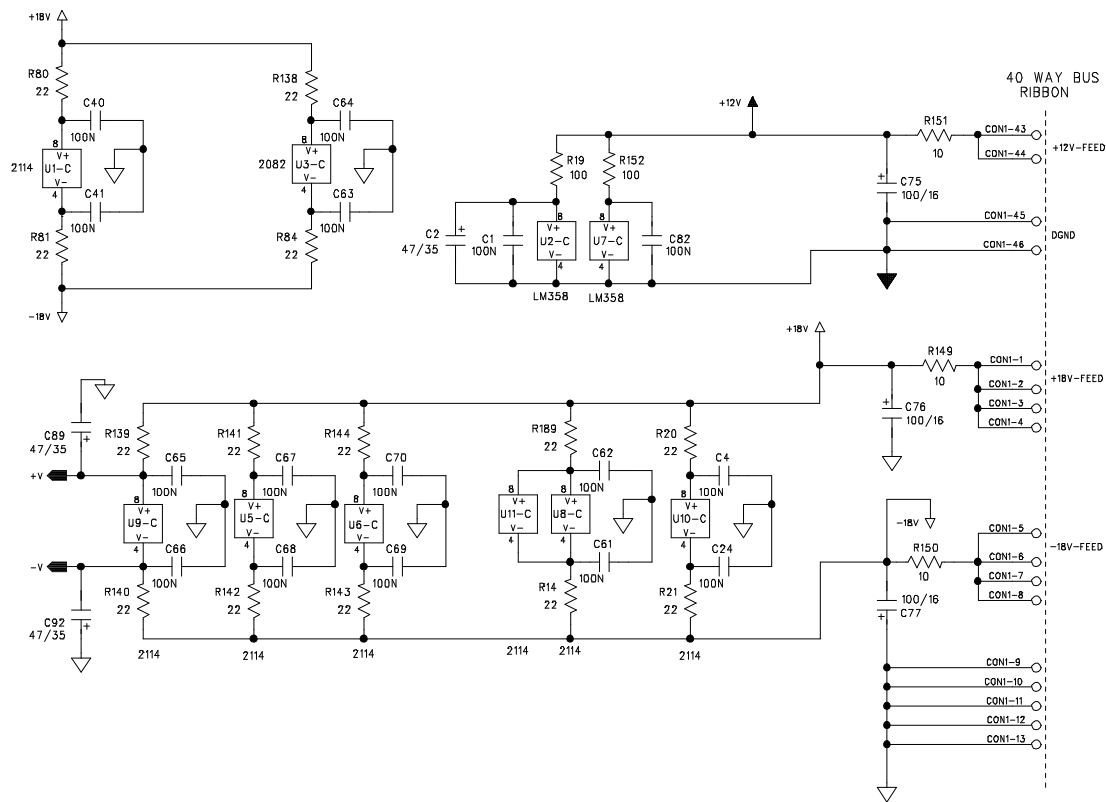 +18V
R80
22
C40
100N
8
V+
2114
U1-C
V-
4
C41
100N
R81
22
-18V
R138
22
C64
100N
8
V+
2082
U3-C
V-
4
C63
100N
R84
22
+12V
R19
100
R152
100
C2
47/35
C1
100N
8
V+
U2-C
V-
4
LM358
8
V+
U7-C
V-
4
LM358
C82
100N
40 WAY BUS
RIBBON
R151
10
CON1-43
CON1-44
+12V-FEED
C75
100/16
CON1-45
CON1-46
DGND
+18V
R149
10
C76
100/16
CON1-1
CON1-2
CON1-3
CON1-4
+18V-FEED
C89
47/35
+V
-V
C92
47/35
R139
22
C65
100N
8
V+
U9-C
V-
4
C66
100N
R140
22
2114
R141
22
C67
100N
8
V+
U5-C
V-
4
C68
100N
R142
22
2114
R144
22
C70
100N
8
V+
U6-C
V-
4
C69
100N
R143
22
2114
R189
22
C62
100N
8
V+
U11-C
V-
4
8
V+
U8-C
V-
4
C61
100N
R14
22
2114
2114
R20
22
C4
100N
8
V+
U10-C
V-
4
C24
100N
R21
22
2114
-18V
R150
10
100/16
C77
CON1-5
CON1-6
CON1-7
CON1-8
-18V-FEED
CON1-9
CON1-10
CON1-11
CON1-12
CON1-13